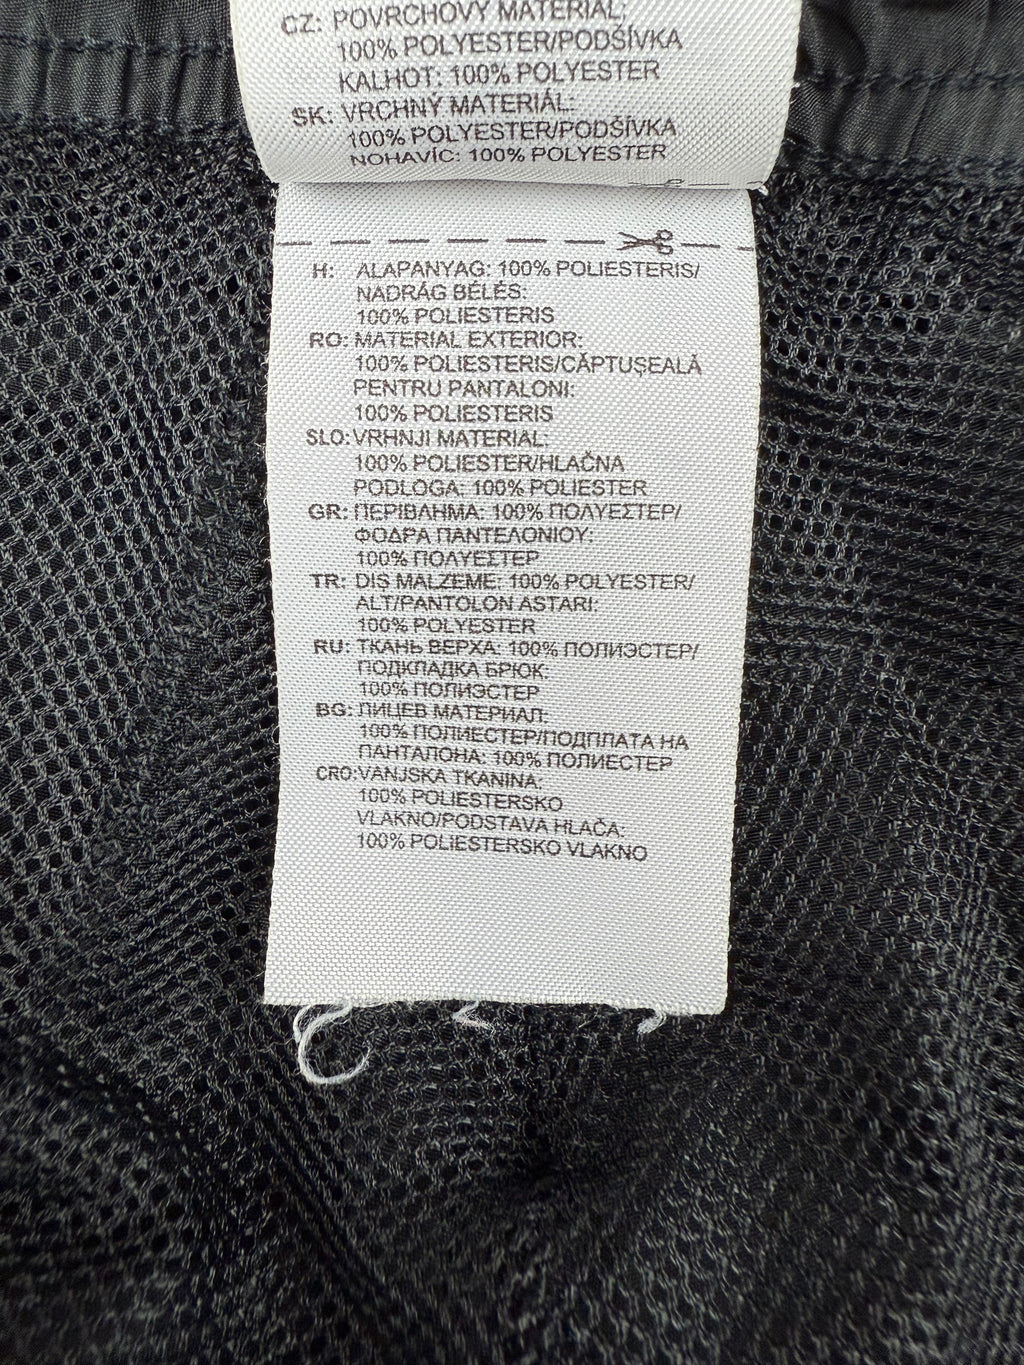 CZ: POVRCHOVÝ MATERIÁL:
100% POLYESTER/PODŠÍVKA
KALHOT: 100% POLYESTER
SK: VRCHNÝ MATERIÁL:
100% POLYESTER/PODŠÍVKA
NOHAVÍC: 100% POLYESTER
H: ALAPANYAG: 100% POLIESTERIS/
NADRÁG BÉLÉS:
100% POLIESTERIS
RO: MATERIAL EXTERIOR:
100% POLIESTERIS/CĂPTUŞEALĂ
PENTRU PANTALONI:
100% POLIESTERIS
SLO: VRHNJI MATERIAL:
100% POLIESTER/HLAČNA
PODLOGA: 100% POLIESTER
GR: ΠΕΡΙΒΛΗΜΑ: 100% ΠΟΛΥΕΣΤΕΡ/
ΦΟΔΡΑ ΠΑΝΤΕΛΟΝΙΟΥ:
100% ΠΟΛΥΕΣΤΕΡ
TR: DIS MALZEME: 100% POLYESTER/
ALT/PANTOLON ASTARI:
100% POLYESTER
RU: ТКАНЬ ВЕРХА: 100% ПОЛИЭСТЕР/
ПОДКЛАДКА БРЮК:
100% ПОЛИЭСТЕР
BG: ЛИЦЕВ МАТЕРИАЛ:
100% ПОЛИЕСТЕР/ПОДПЛАТА НА
ПАНТАЛОНА: 100% ПОЛИЕСТЕР
CRO: VANJSKA TKANINA:
100% POLIESTERSKO
VLAKNO/PODSTAVA HLAČA:
100% POLIESTERSKO VLAKNO